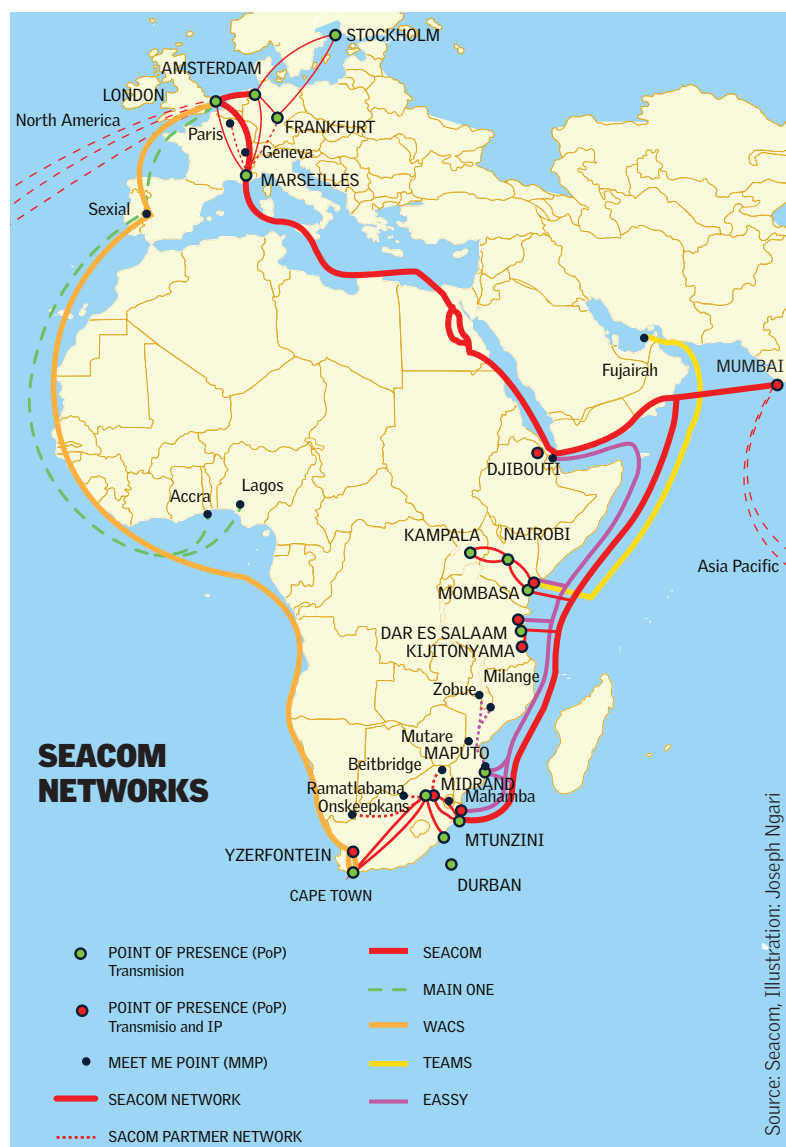 STOCKHOLM
AMSTERDAM
LONDON
North America
Paris
FRANKFURT
Geneva
MARSEILLES
Sexial
Fujairah
MUMBAI
DJIBOUTI
Lagos
Accra
KAMPALA
NAIROBI
Asia Pacific
MOMBASA
DAR ES SALAAM
KIJITONYAMA
Milange
Zobue
Mutare
MAPUTO
SEACOM
NETWORKS
Beitbridge
MIDRAND
Ramatlabama
Mahamba
Onskeepkans
MTUNZINI
YZERFONTEIN
DURBAN
CAPE TOWN
POINT OF PRESENCE (PoP)
Transmision
POINT OF PRESENCE (PoP)
Transmisio and IP
MEET ME POINT (MMP)
SEACOM NETWORK
SACOM PARTMER NETWORK
SEACOM
MAIN ONE
WACS
TEAMS
EASSY
Source: Seacom, Illustration: Joseph Ngari